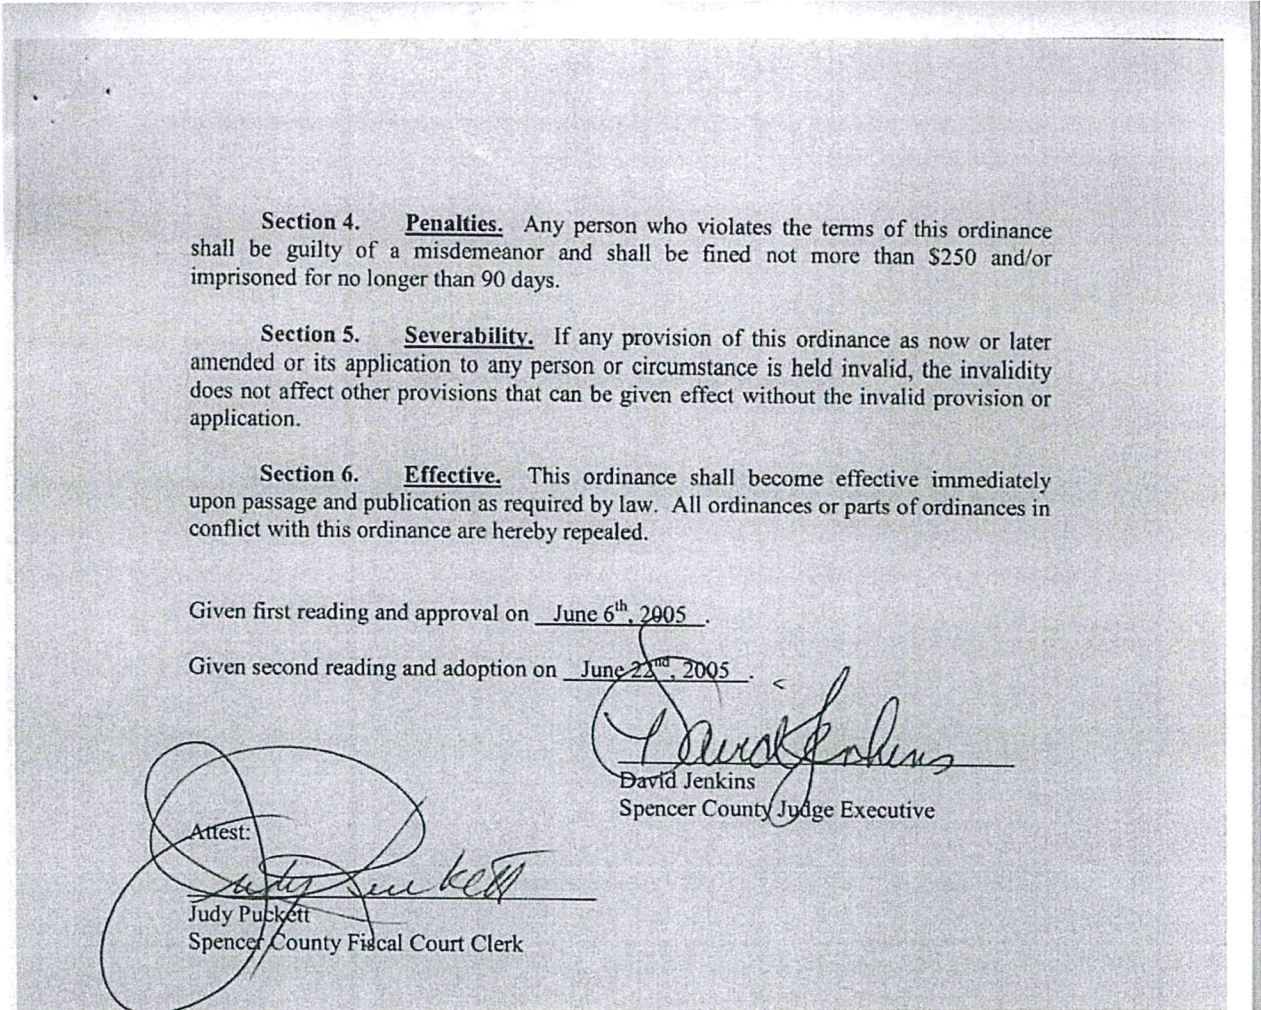 Section 4. Penalties. Any person who violates the terms of this ordinance
shall be guilty of a misdemeanor and shall be fined not more than $250 and/or
imprisoned for no longer than 90 days.
Section 5. Severability. If any provision of this ordinance as now or later
amended or its application to any person or circumstance is held invalid, the invalidity
does not affect other provisions that can be given effect without the invalid provision or
application.
Section 6. Effective. This ordinance shall become effective immediately
upon passage and publication as required by law. All ordinances or parts of ordinances in
conflict with this ordinance are hereby repealed.
Given first reading and approval on June 6th, 2005.
Given second reading and adoption on June 22nd, 2005.
David Jenkins
David Jenkins
Spencer County Judge Executive
Attest:
Judy Puckett
Judy Puckett
Spencer County Fiscal Court Clerk